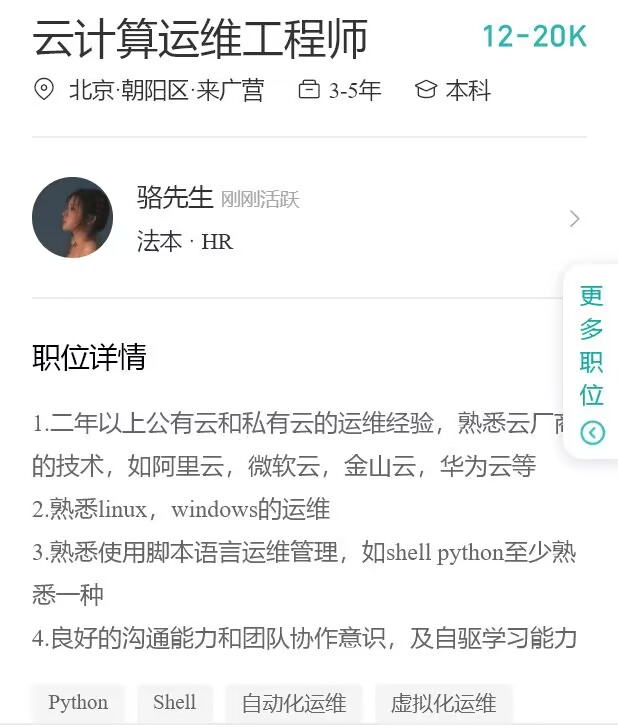 云计算运维工程师
12-20K
北京·朝阳区·来广营 3-5年 本科
骆先生 刚刚活跃
法本 · HR
更多职位
职位详情
1.二年以上公有云和私有云的运维经验，熟悉云厂商
的技术，如阿里云，微软云，金山云，华为云等
2.熟悉linux，windows的运维
3.熟悉使用脚本语言运维管理，如shell python至少熟
悉一种
4.良好的沟通能力和团队协作意识，及自驱学习能力
Python Shell 自动化运维 虚拟化运维